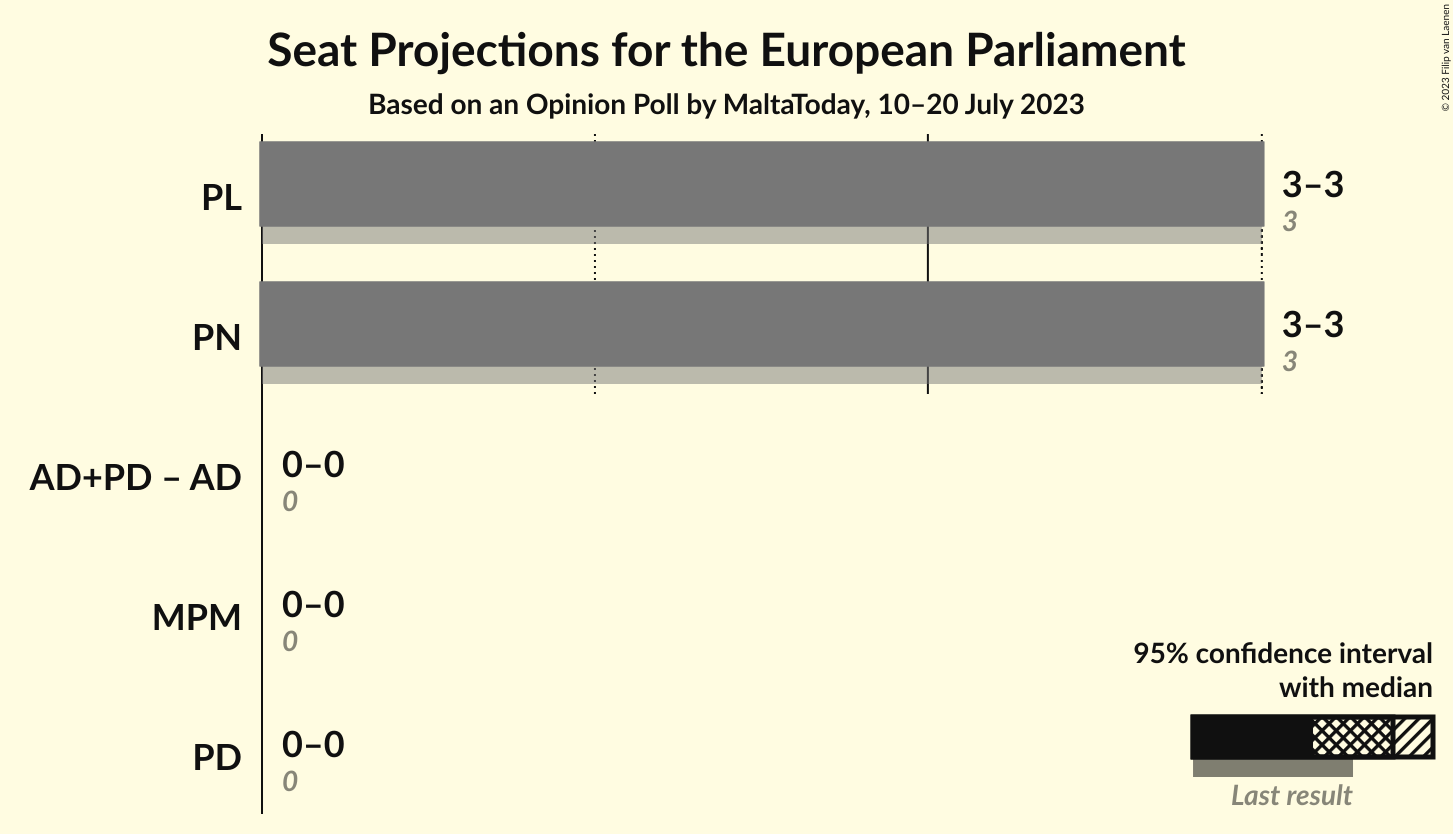 Seat Projections for the European Parliament
Based on an Opinion Poll by MaltaToday, 10–20 July 2023
© 2023 Filip van Laenen
PL
3–3
3
PN
3–3
3
AD+PD – AD
0–0
0
MPM
0–0
0
PD
0–0
0
95% confidence interval
with median
Last result